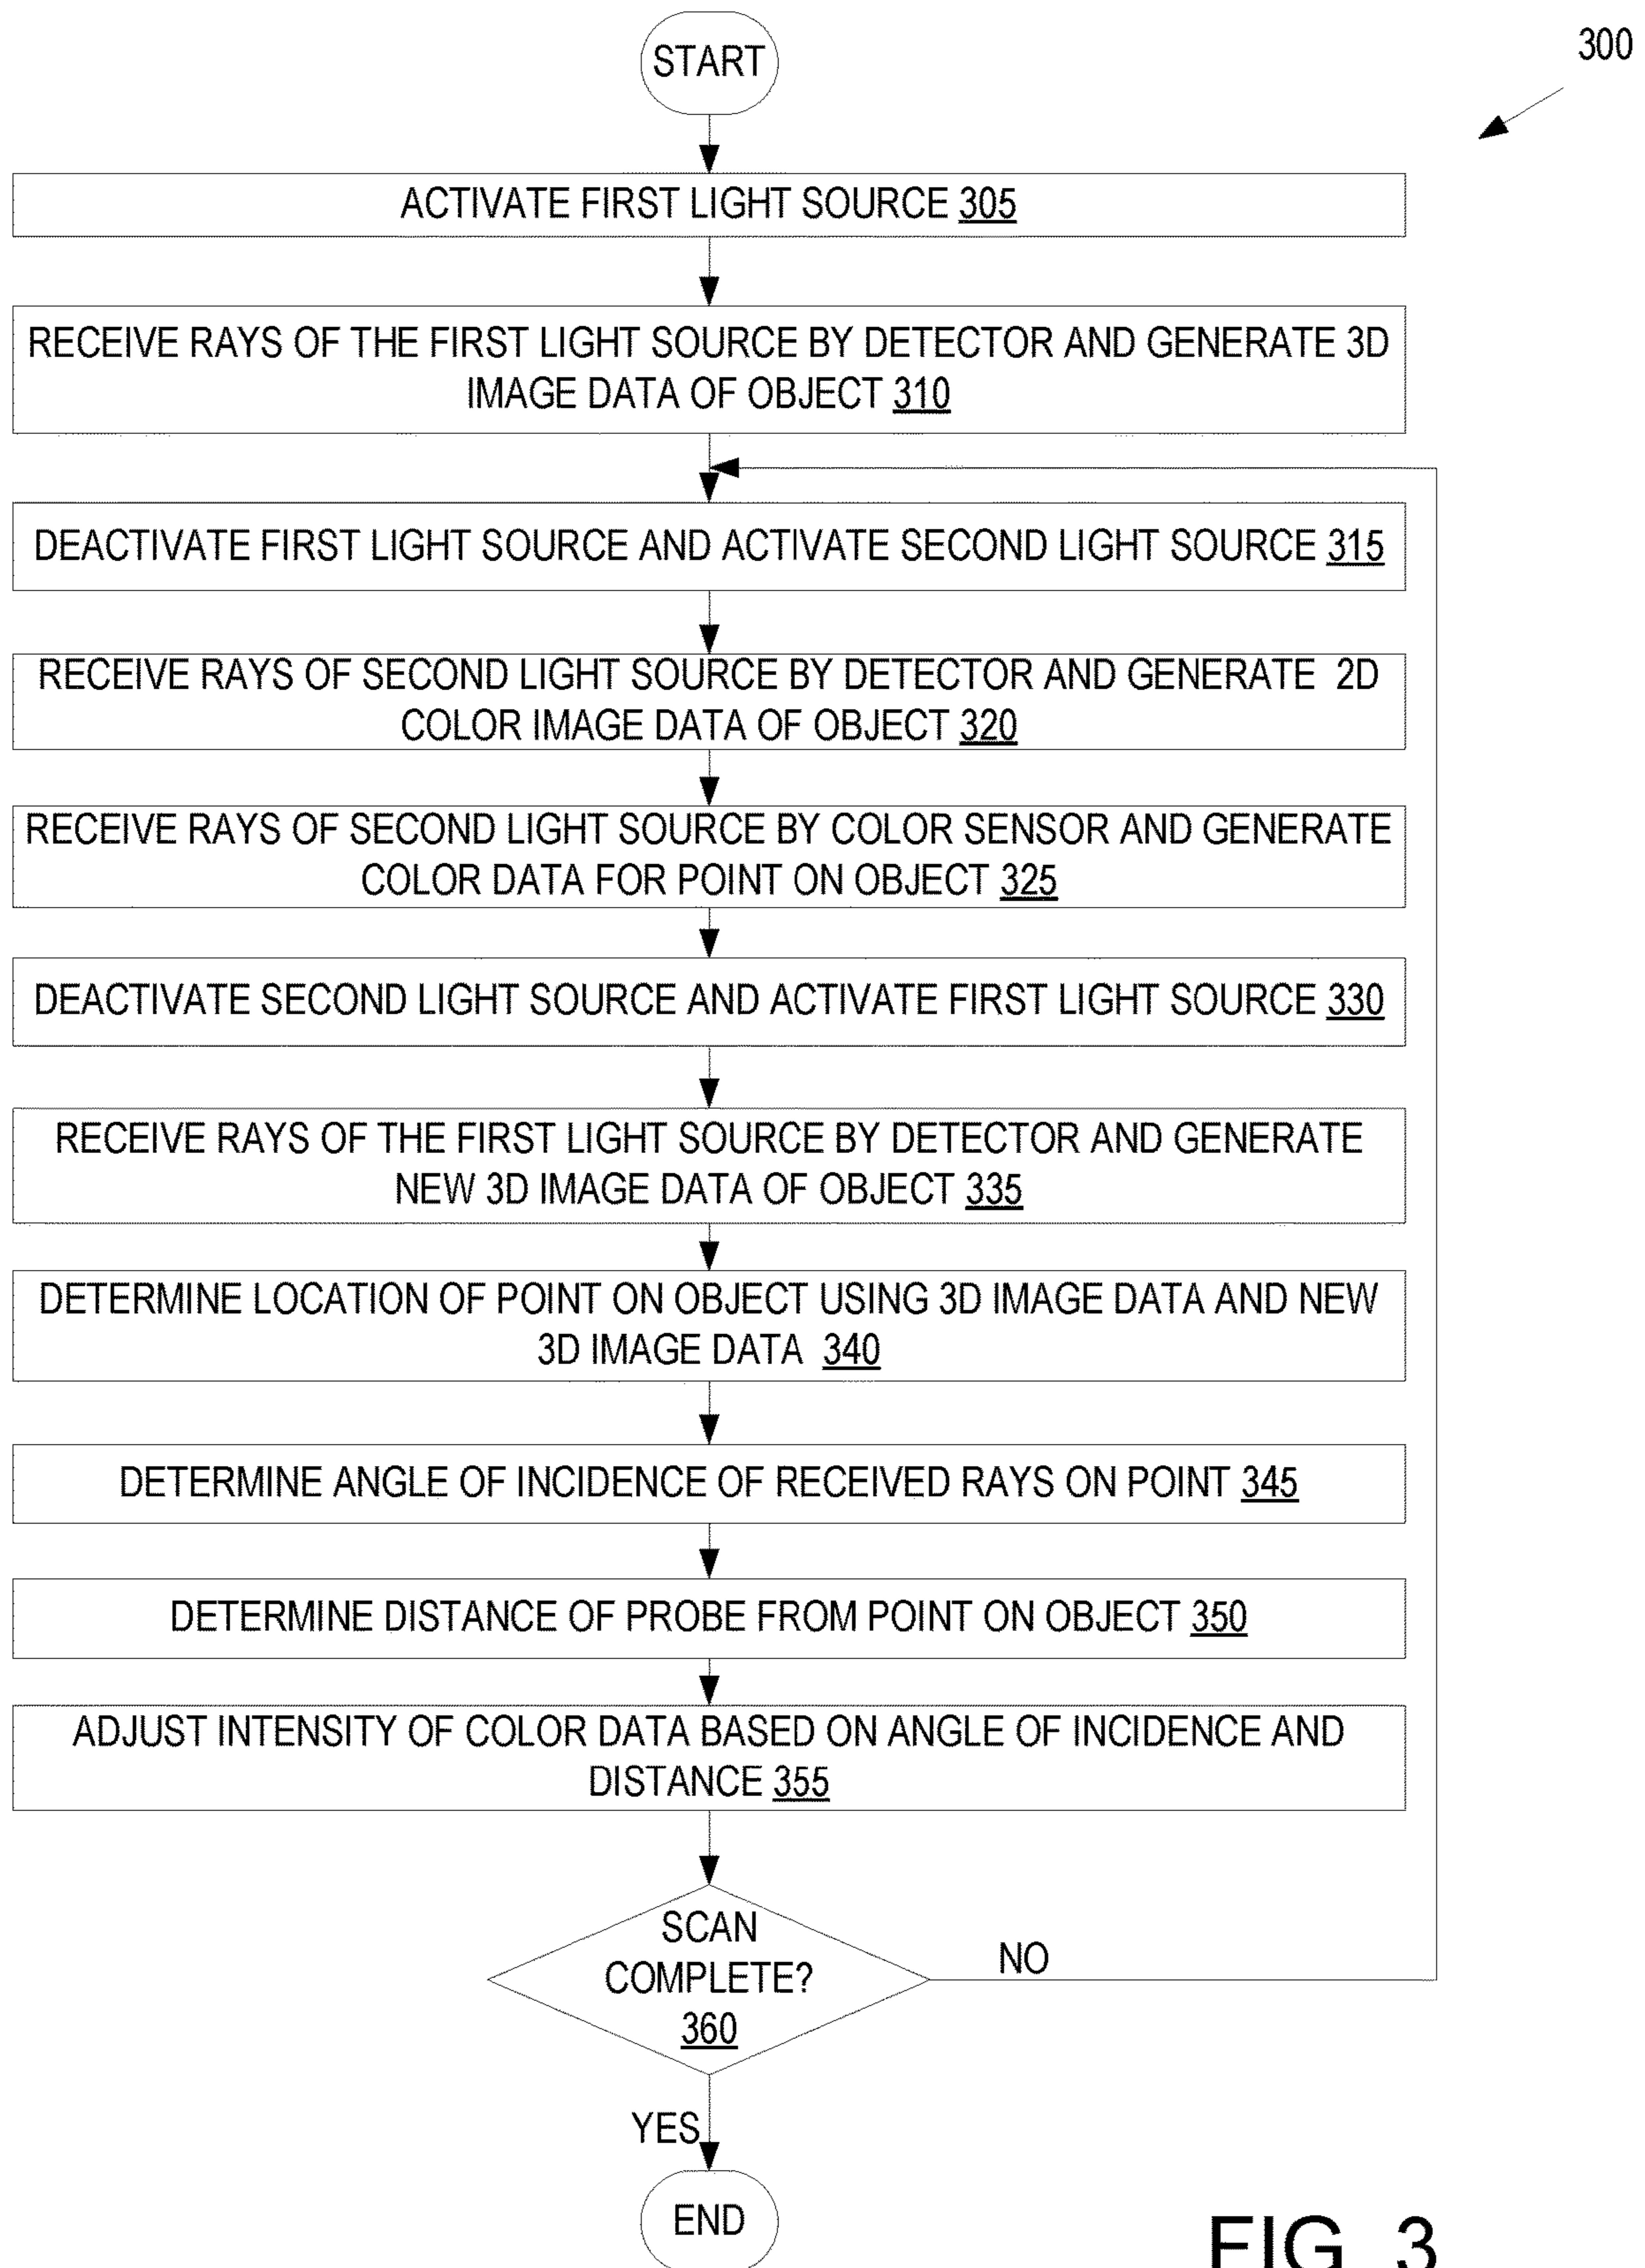 START
300
ACTIVATE FIRST LIGHT SOURCE 305
RECEIVE RAYS OF THE FIRST LIGHT SOURCE BY DETECTOR AND GENERATE 3D
IMAGE DATA OF OBJECT 310
DEACTIVATE FIRST LIGHT SOURCE AND ACTIVATE SECOND LIGHT SOURCE 315
RECEIVE RAYS OF SECOND LIGHT SOURCE BY DETECTOR AND GENERATE 2D
COLOR IMAGE DATA OF OBJECT 320
RECEIVE RAYS OF SECOND LIGHT SOURCE BY COLOR SENSOR AND GENERATE
COLOR DATA FOR POINT ON OBJECT 325
DEACTIVATE SECOND LIGHT SOURCE AND ACTIVATE FIRST LIGHT SOURCE 330
RECEIVE RAYS OF THE FIRST LIGHT SOURCE BY DETECTOR AND GENERATE
NEW 3D IMAGE DATA OF OBJECT 335
DETERMINE LOCATION OF POINT ON OBJECT USING 3D IMAGE DATA AND NEW
3D IMAGE DATA 340
DETERMINE ANGLE OF INCIDENCE OF RECEIVED RAYS ON POINT 345
DETERMINE DISTANCE OF PROBE FROM POINT ON OBJECT 350
ADJUST INTENSITY OF COLOR DATA BASED ON ANGLE OF INCIDENCE AND
DISTANCE 355
SCAN
COMPLETE?
360
NO
YES
END
FIG. 3